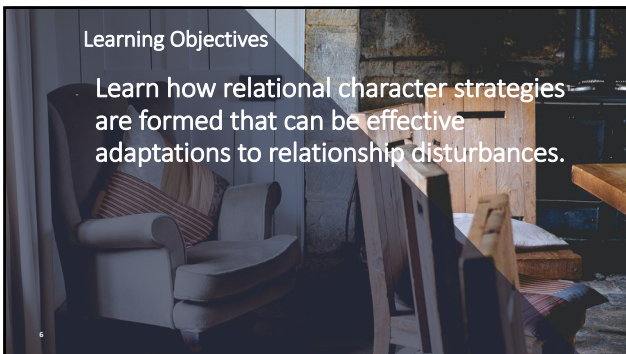 Learning Objectives
Learn how relational character strategies
are formed that can be effective
adaptations to relationship disturbances.
6